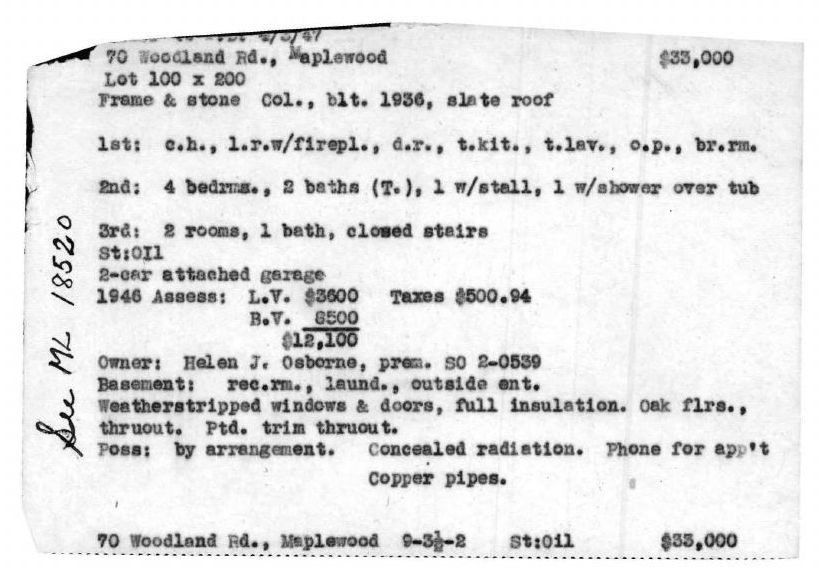 4/3/47
70 Woodland Rd., Maplewood $33,000
Lot 100 x 200
Frame & stone Col., blt. 1936, slate roof
1st: c.h., l.r.w/firepl., d.r., t.kit., t.lav., o.p., br.rm.
2nd: 4 bedrms., 2 baths (T.), 1 w/stall, 1 w/shower over tub
3rd: 2 rooms, 1 bath, closed stairs
St:OIl
2-car attached garage
1946 Assess: L.V. $3600 Taxes $500.94
B.V. 8500
$12,100
Owner: Helen J. Osborne, prem. SO 2-0539
Basement: rec.rm., laund., outside ent.
Weatherstripped windows & doors, full insulation. Oak flrs.,
thruout. Ptd. trim thruout.
Poss: by arrangement. Concealed radiation. Phone for app't
Copper pipes.
70 Woodland Rd., Maplewood 9-3½-2 St:Oil $33,000
See ML 18520